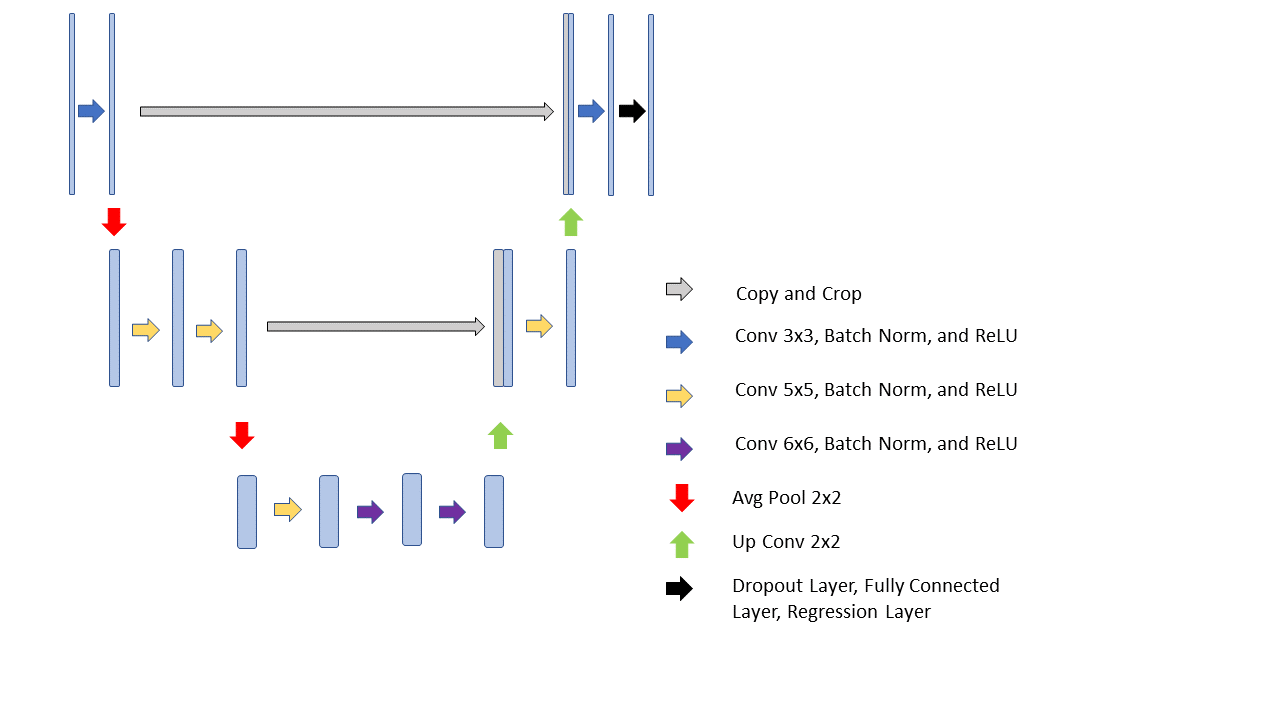 Copy and Crop
Conv 3x3, Batch Norm, and ReLU
Conv 5x5, Batch Norm, and ReLU
Conv 6x6, Batch Norm, and ReLU
Avg Pool 2x2
Up Conv 2x2
Dropout Layer, Fully Connected
Layer, Regression Layer